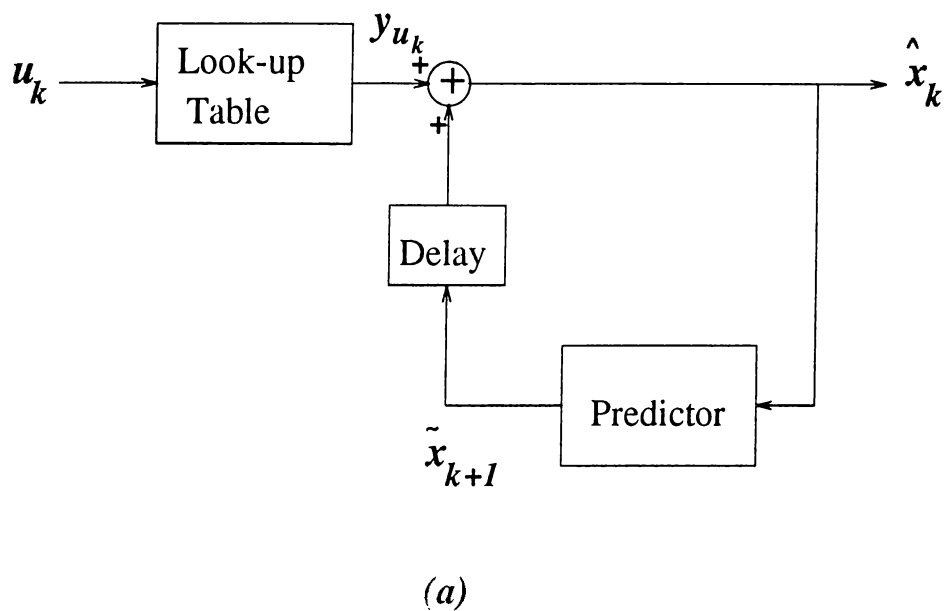 u_k
Look-up
Table
y_{u_k}
+
+
+
x̂_k
Delay
Predictor
x̃_{k+1}
(a)